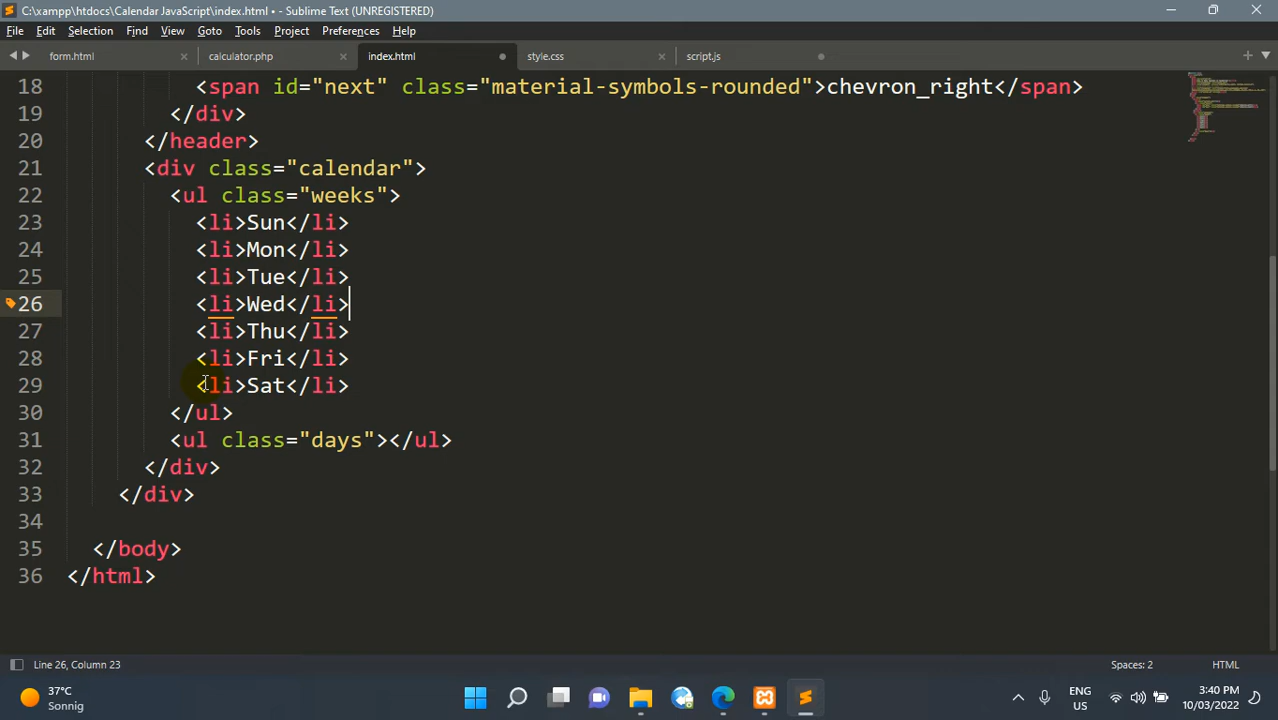 C:\xampp\htdocs\Calendar JavaScript\index.html • - Sublime Text (UNREGISTERED)
File Edit Selection Find View Goto Tools Project Preferences Help
form.html calculator.php index.html style.css script.js
18 <span id="next" class="material-symbols-rounded">chevron_right</span>
19 </div>
20 </header>
21 <div class="calendar">
22 <ul class="weeks">
23 <li>Sun</li>
24 <li>Mon</li>
25 <li>Tue</li>
26 <li>Wed</li>
27 <li>Thu</li>
28 <li>Fri</li>
29 <li>Sat</li>
30 </ul>
31 <ul class="days"></ul>
32 </div>
33 </div>
34
35 </body>
36 </html>
Line 26, Column 23 Spaces: 2 HTML
37°C
Sonnig
ENG
US
3:40 PM
10/03/2022